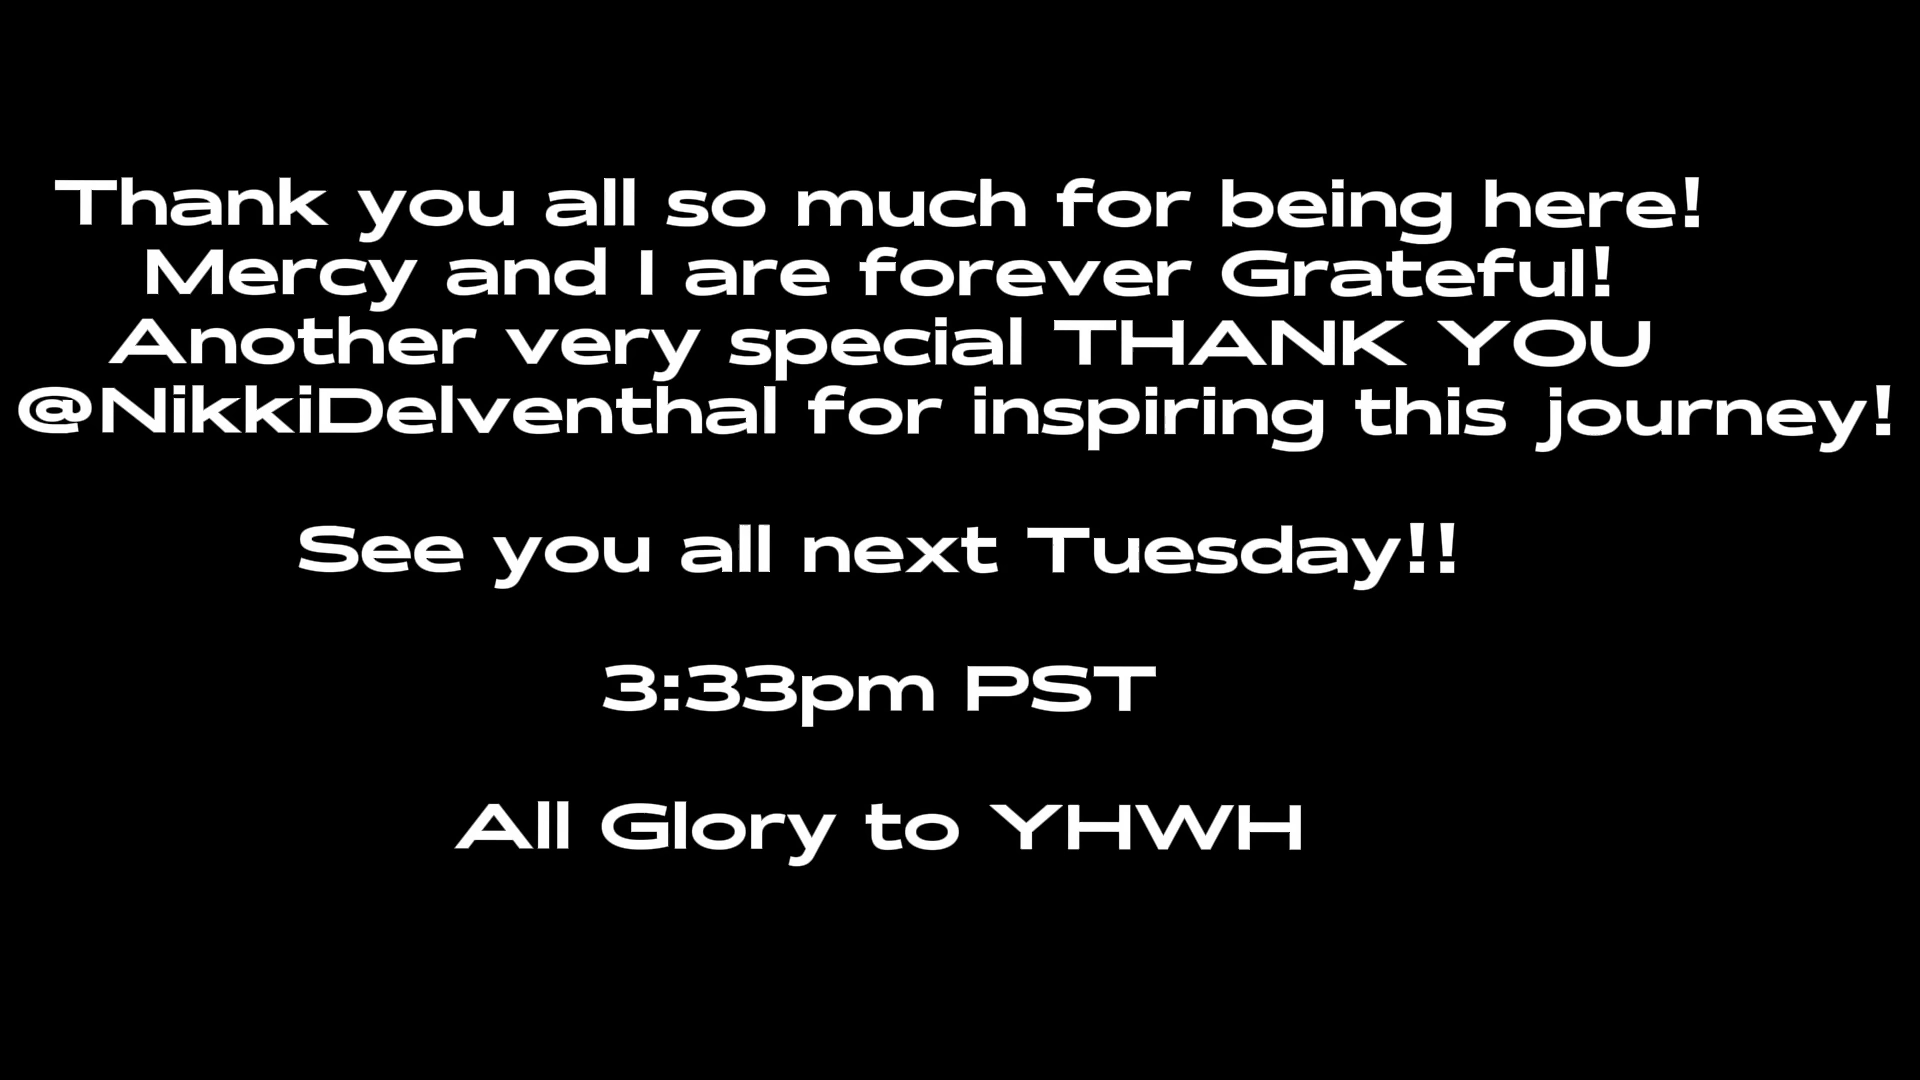 Thank you all so much for being here!
Mercy and I are forever Grateful!
Another very special THANK YOU
@NikkiDelventhal for inspiring this journey!
See you all next Tuesday!!
3:33pm PST
All Glory to YHWH